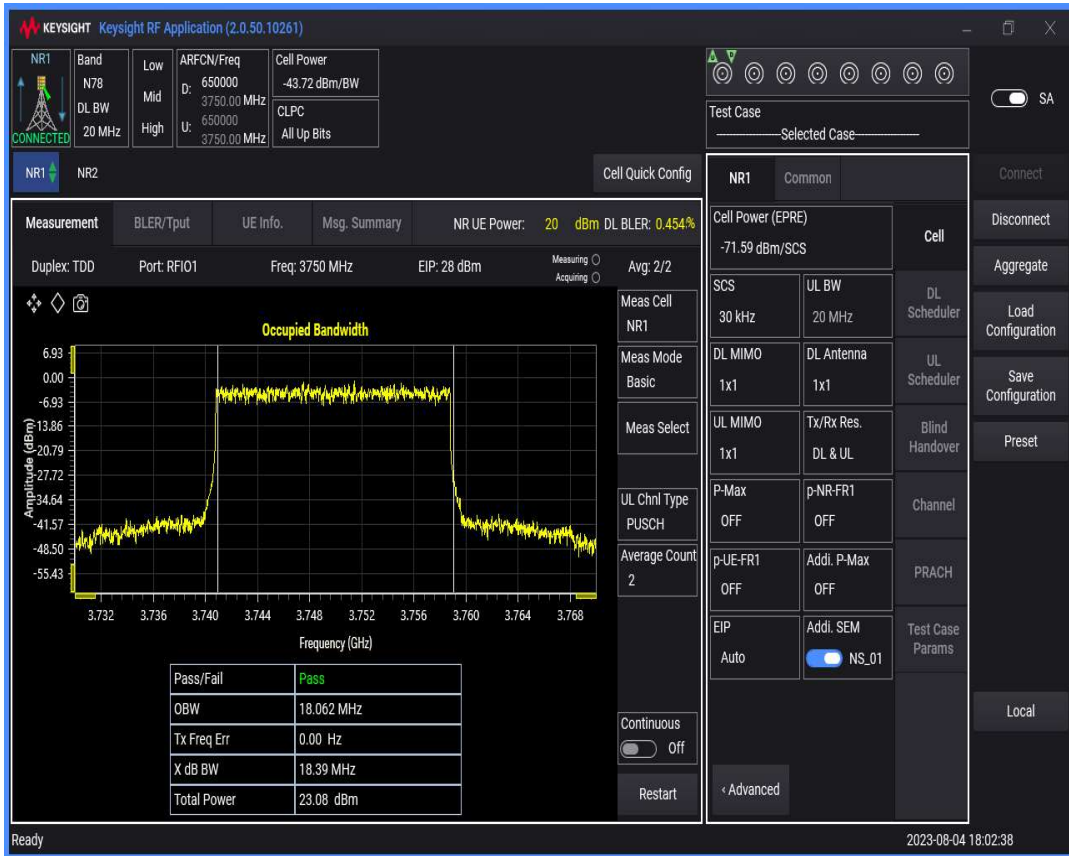 KEYSIGHT Keysight RF Application (2.0.50.10261)
NR1
CONNECTED
Band
N78
DL BW
20 MHz
Low
Mid
High
ARFCN/Freq
D: 650000
3750.00 MHz
U: 650000
3750.00 MHz
Cell Power
-43.72 dBm/BW
CLPC
All Up Bits
Test Case
Selected Case
SA
NR1 NR2 Cell Quick Config
Measurement BLER/Tput UE Info. Msg. Summary NR UE Power: 20 dBm DL BLER: 0.454%
Duplex: TDD Port: RFIO1 Freq: 3750 MHz EIP: 28 dBm Measuring Acquiring Avg: 2/2
Occupied Bandwidth
Amplitude (dBm)
6.93
0.00
-6.93
-13.86
-20.79
-27.72
-34.64
-41.57
-48.50
-55.43
3.732 3.736 3.740 3.744 3.748 3.752 3.756 3.760 3.764 3.768
Frequency (GHz)
Pass/Fail Pass
OBW 18.062 MHz
Tx Freq Err 0.00 Hz
X dB BW 18.39 MHz
Total Power 23.08 dBm
Meas Cell
NR1
Meas Mode
Basic
Meas Select
UL Chnl Type
PUSCH
Average Count
2
Continuous
Off
Restart
NR1 Common
Cell Power (EPRE)
-71.59 dBm/SCS
SCS
30 kHz
UL BW
20 MHz
DL MIMO
1x1
DL Antenna
1x1
UL MIMO
1x1
Tx/Rx Res.
DL & UL
P-Max
OFF
p-NR-FR1
OFF
p-UE-FR1
OFF
Addi. P-Max
OFF
EIP
Auto
Addi. SEM
NS_01
‹ Advanced
Cell
DL
Scheduler
UL
Scheduler
Blind
Handover
Channel
PRACH
Test Case
Params
Connect
Disconnect
Aggregate
Load
Configuration
Save
Configuration
Preset
Local
Ready 2023-08-04 18:02:38